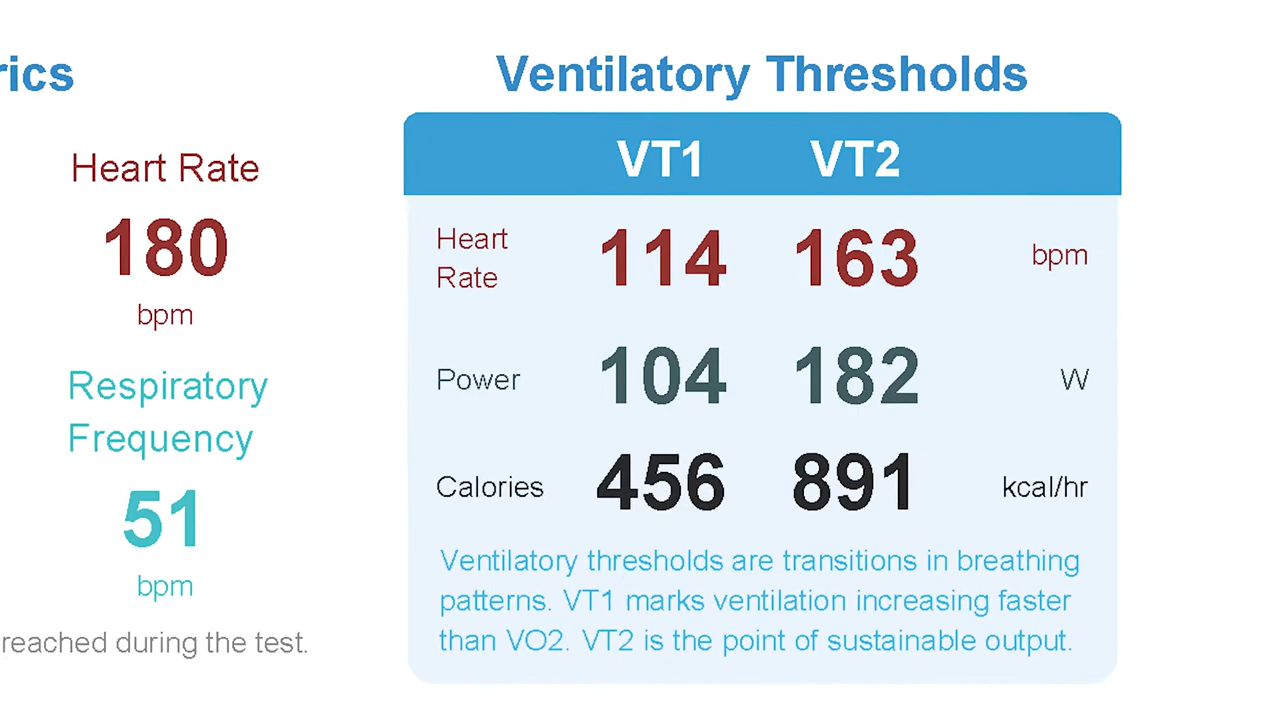 rics
Heart Rate
180
bpm
Respiratory
Frequency
51
bpm
reached during the test.
Ventilatory Thresholds
VT1 VT2
Heart
Rate 114 163 bpm
Power 104 182 W
Calories 456 891 kcal/hr
Ventilatory thresholds are transitions in breathing
patterns. VT1 marks ventilation increasing faster
than VO2. VT2 is the point of sustainable output.